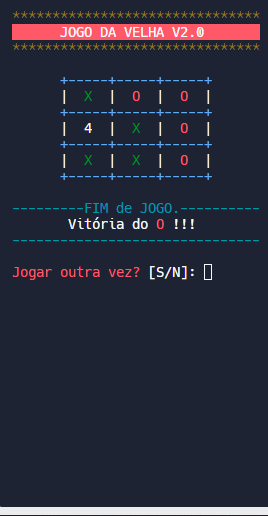 *******************************
JOGO DA VELHA V2.0
*******************************
+-----+-----+-----+
|  X  |  O  |  O  |
+-----+-----+-----+
|  4  |  X  |  O  |
+-----+-----+-----+
|  X  |  X  |  O  |
+-----+-----+-----+
---------FIM de JOGO.----------
Vitória do O !!!
-------------------------------
Jogar outra vez? [S/N]: